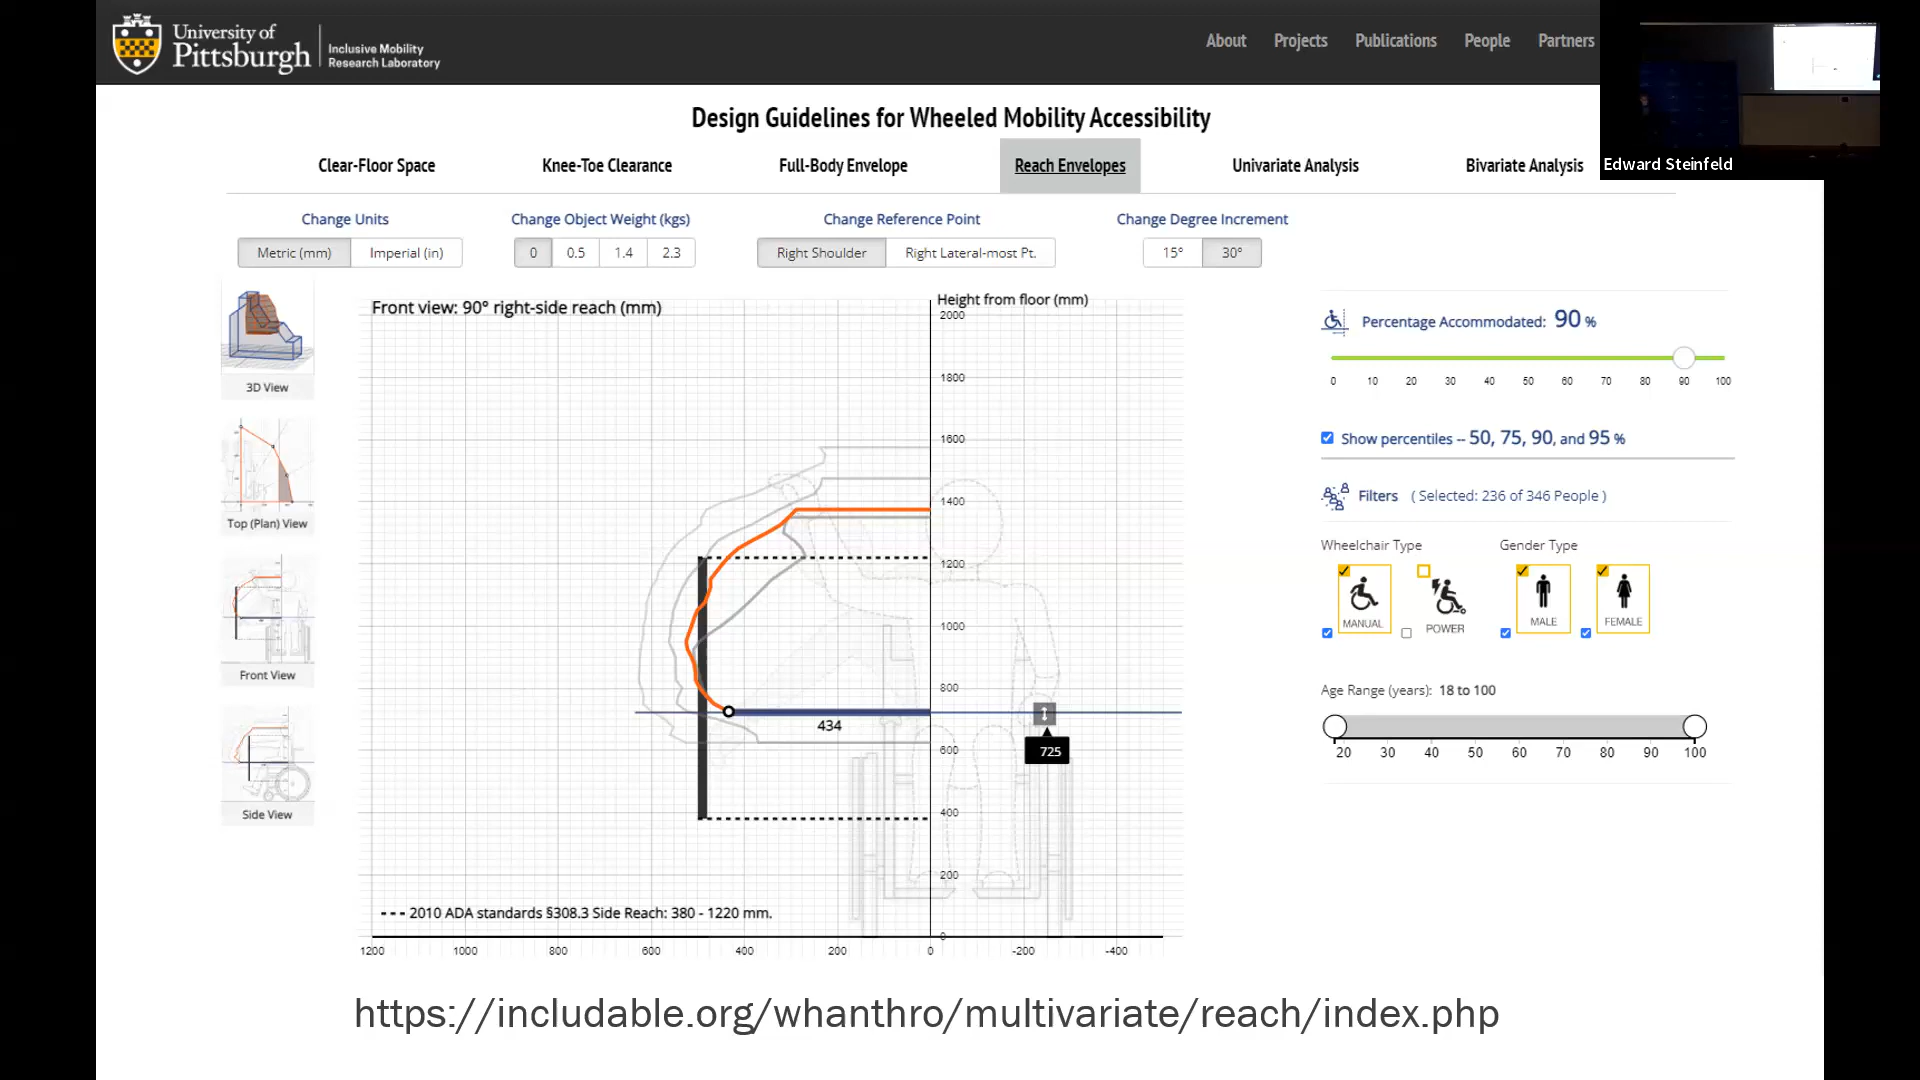 University of
Pittsburgh
Inclusive Mobility
Research Laboratory
About Projects Publications People Partners
Edward Steinfeld
Design Guidelines for Wheeled Mobility Accessibility
Clear-Floor Space Knee-Toe Clearance Full-Body Envelope Reach Envelopes Univariate Analysis Bivariate Analysis
Change Units Change Object Weight (kgs) Change Reference Point Change Degree Increment
Metric (mm) Imperial (in) 0 0.5 1.4 2.3 Right Shoulder Right Lateral-most Pt. 15° 30°
3D View
Top (Plan) View
Front View
Side View
Front view: 90° right-side reach (mm)
Height from floor (mm)
2000
1800
1600
1400
1200
1000
800
434
725
600
400
200
0
--- 2010 ADA standards §308.3 Side Reach: 380 - 1220 mm.
1200 1000 800 600 400 200 0 -200 -400
Percentage Accommodated: 90 %
0 10 20 30 40 50 60 70 80 90 100
Show percentiles -- 50, 75, 90, and 95 %
Filters ( Selected: 236 of 346 People )
Wheelchair Type Gender Type
MANUAL POWER MALE FEMALE
Age Range (years): 18 to 100
20 30 40 50 60 70 80 90 100
https://includable.org/whanthro/multivariate/reach/index.php